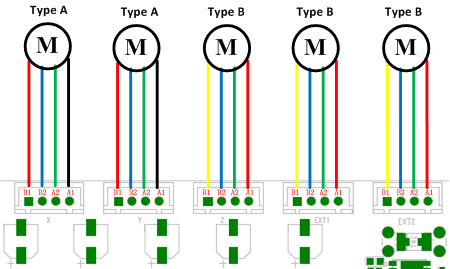 Type A Type A Type B Type B Type B
M M M M M
B1 B2 A2 A1 B1 B2 A2 A1 B1 B2 A2 A1 B1 B2 A2 A1 B1 B2 A2 A1
X Y Z EXT1 EXT2